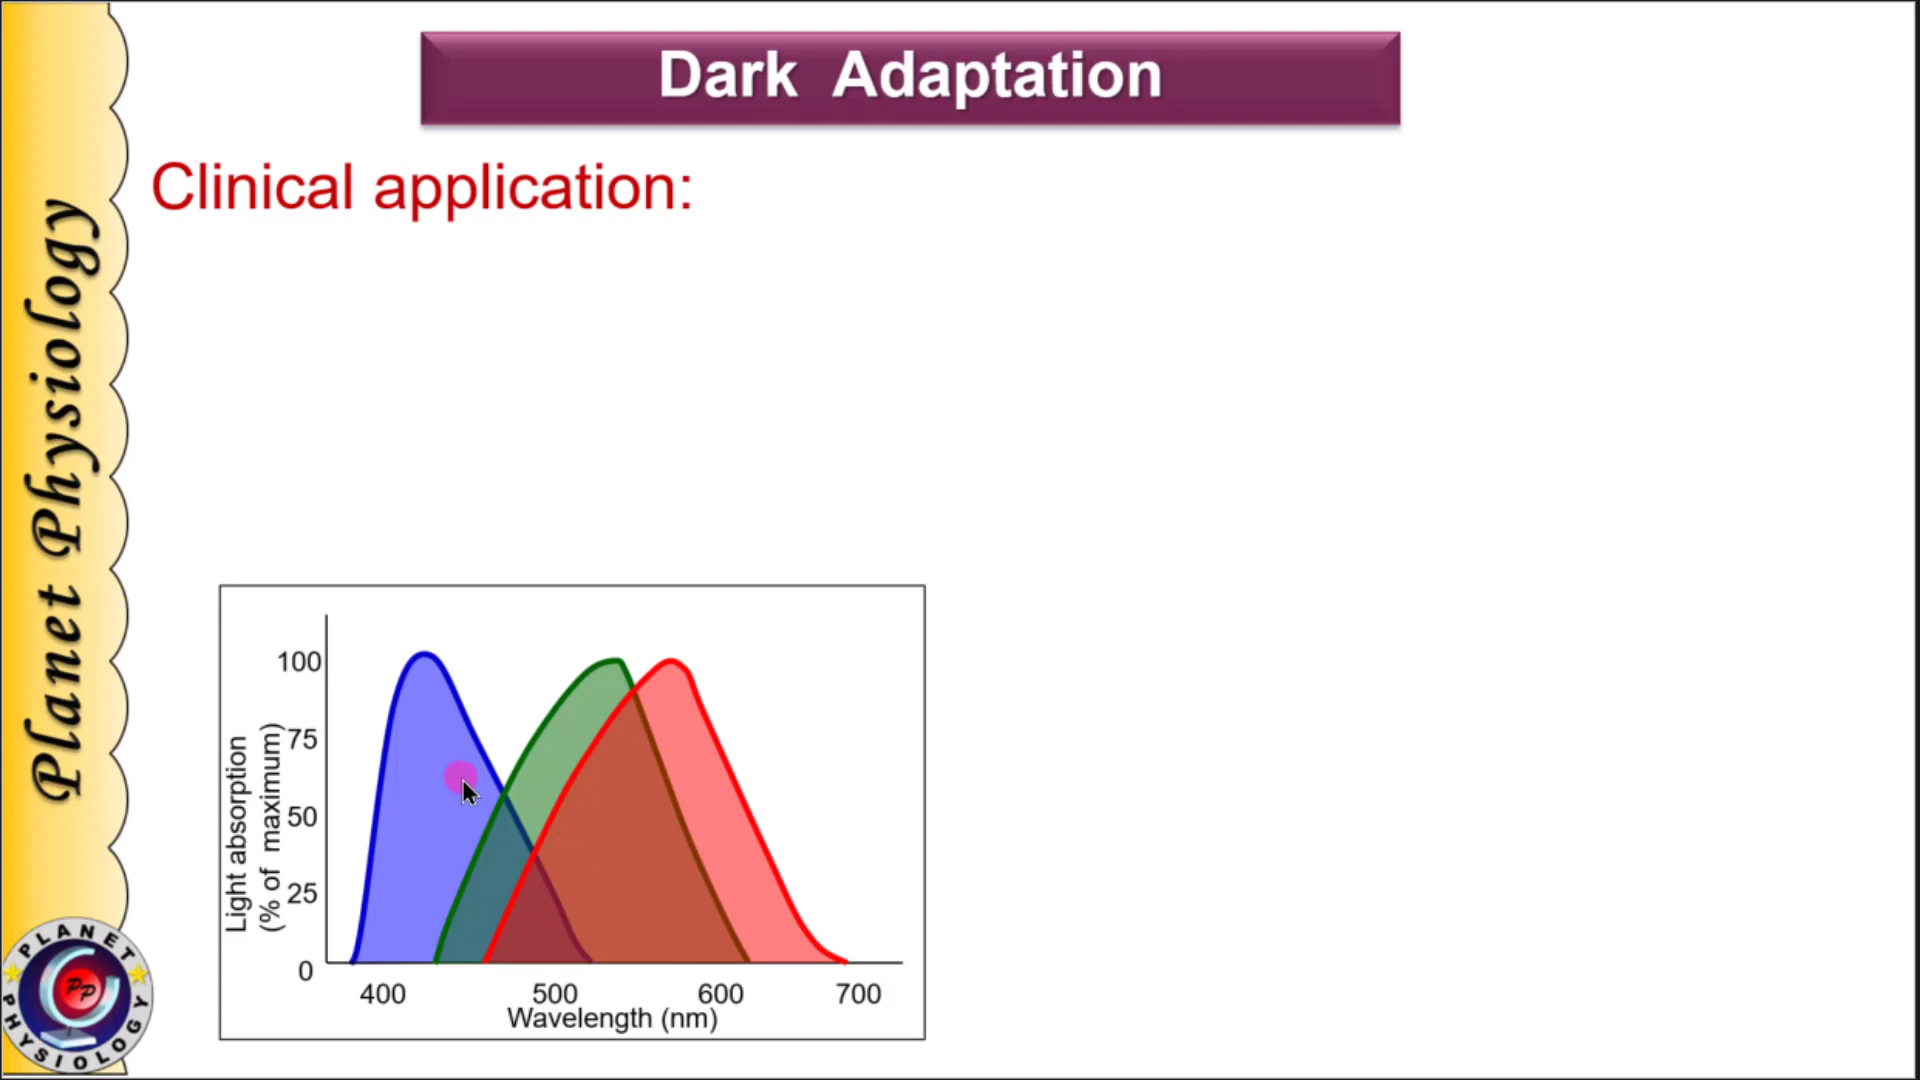 Dark Adaptation
Clinical application:
Planet Physiology
100
75
50
25
0
Light absorption
(% of maximum)
400 500 600 700
Wavelength (nm)
PLANET
PP
PHYSIOLOGY